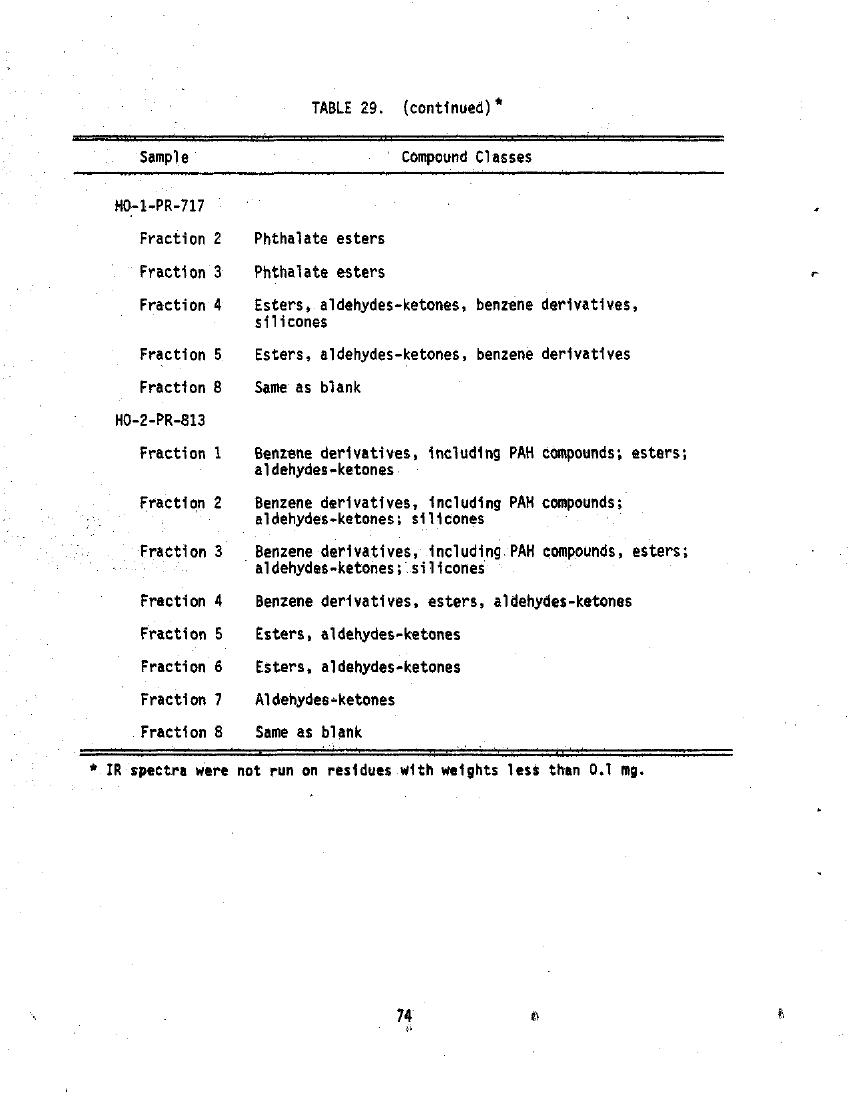 TABLE 29. (continued)*
Sample Compound Classes
HO-1-PR-717
Fraction 2 Phthalate esters
Fraction 3 Phthalate esters
Fraction 4 Esters, aldehydes-ketones, benzene derivatives,
silicones
Fraction 5 Esters, aldehydes-ketones, benzene derivatives
Fraction 8 Same as blank
HO-2-PR-813
Fraction 1 Benzene derivatives, including PAH compounds; esters;
aldehydes-ketones
Fraction 2 Benzene derivatives, including PAH compounds;
aldehydes-ketones; silicones
Fraction 3 Benzene derivatives, including PAH compounds, esters;
aldehydes-ketones; silicones
Fraction 4 Benzene derivatives, esters, aldehydes-ketones
Fraction 5 Esters, aldehydes-ketones
Fraction 6 Esters, aldehydes-ketones
Fraction 7 Aldehydes-ketones
Fraction 8 Same as blank
* IR spectra were not run on residues with weights less than 0.1 mg.
74